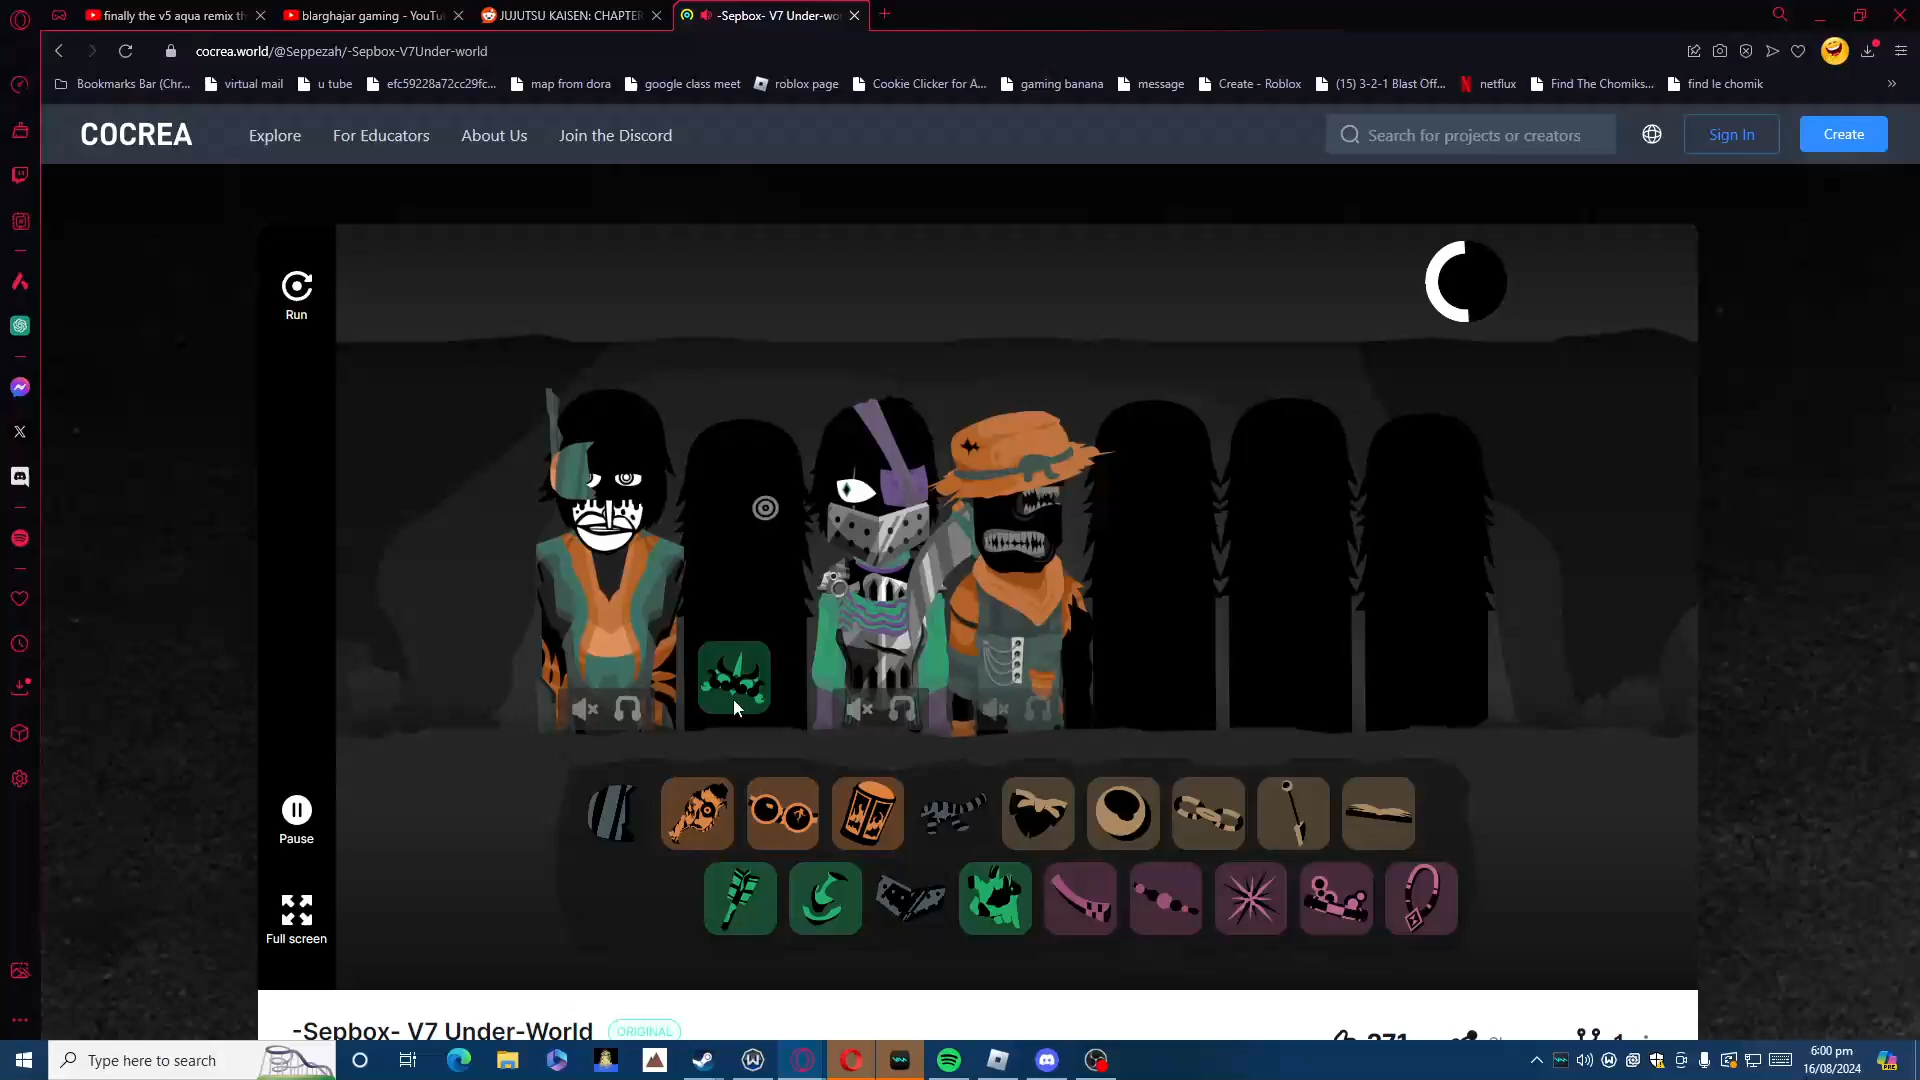 finally the v5 aqua remix th
blarghajar gaming - YouTu
JUJUTSU KAISEN: CHAPTER
-Sepbox- V7 Under-wo
cocrea.world/@Seppezah/-Sepbox-V7Under-world
Bookmarks Bar (Chr...
virtual mail
u tube
efc59228a72cc29fc...
map from dora
google class meet
roblox page
Cookie Clicker for A...
gaming banana
message
Create - Roblox
(15) 3-2-1 Blast Off...
netflux
Find The Chomiks...
find le chomik
COCREA
Explore
For Educators
About Us
Join the Discord
Search for projects or creators
Sign In
Create
Run
Pause
Full screen
-Sepbox- V7 Under-World
ORIGINAL
271
1
Type here to search
6:00 pm
16/08/2024